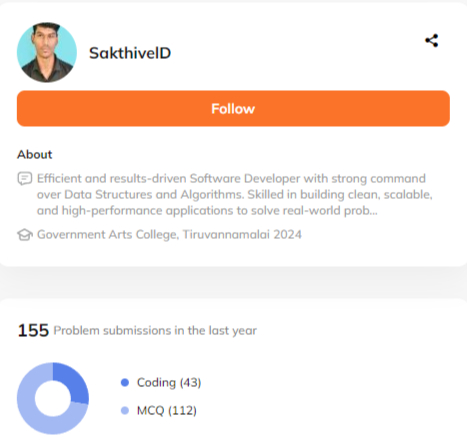 SakthivelD
Follow
About
Efficient and results-driven Software Developer with strong command
over Data Structures and Algorithms. Skilled in building clean, scalable,
and high-performance applications to solve real-world prob...
Government Arts College, Tiruvannamalai 2024
155 Problem submissions in the last year
Coding (43)
MCQ (112)